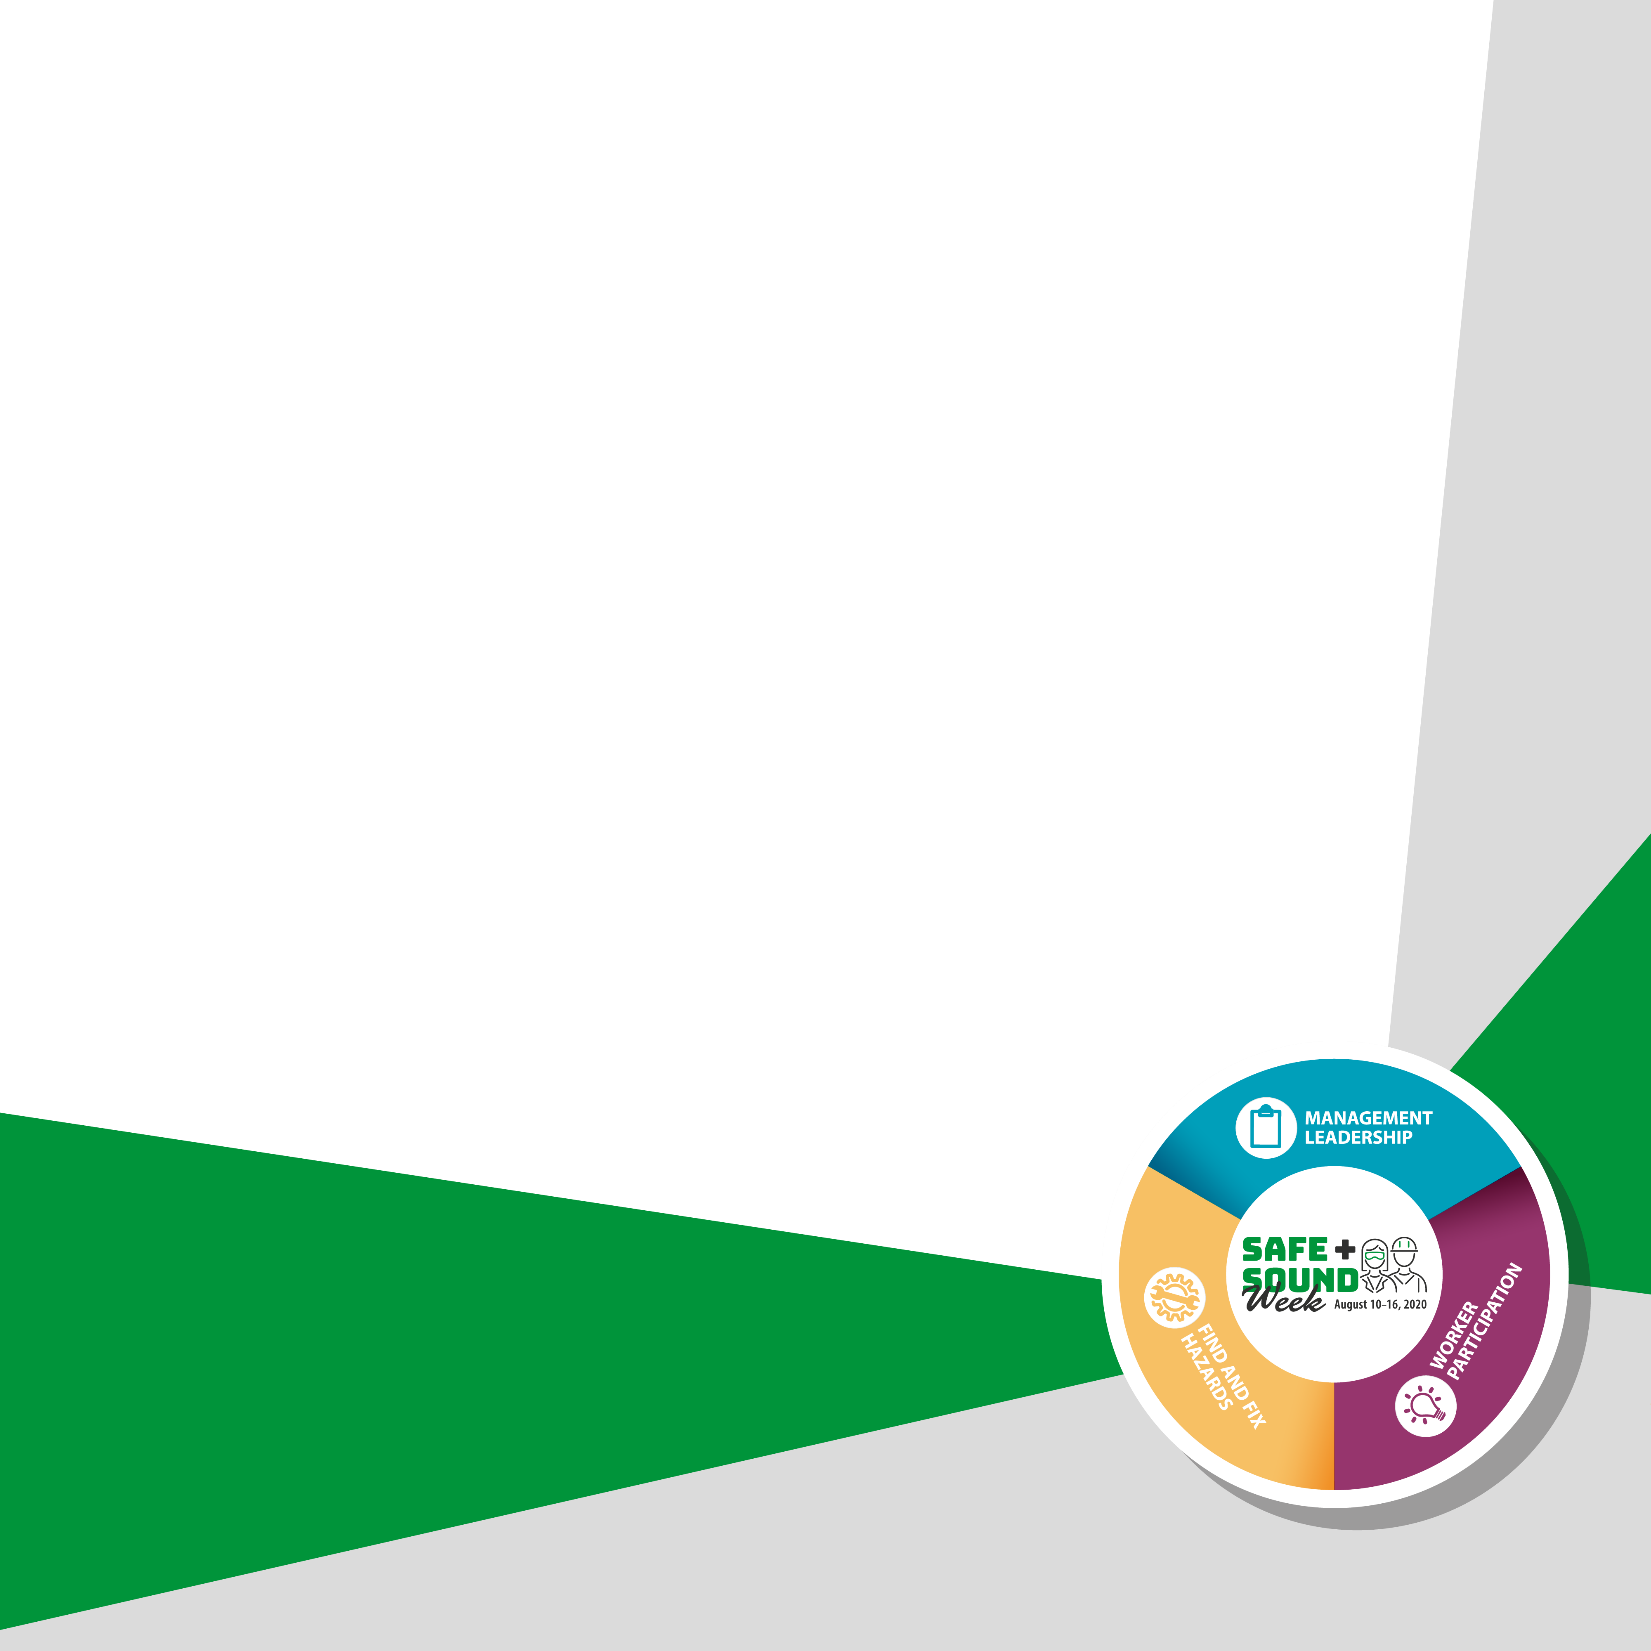 MANAGEMENT
LEADERSHIP
SAFE +
SOUND
Week
August 10-16, 2020
WORKER
PARTICIPATION
FIND AND FIX
HAZARDS